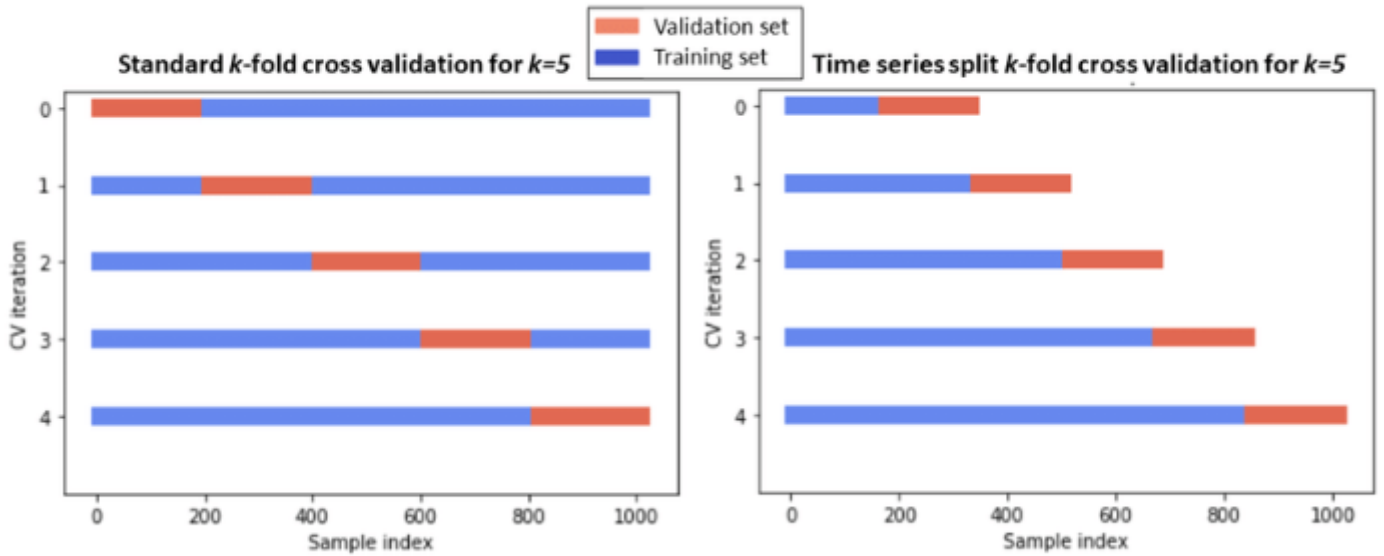 Validation set
Training set
Standard k-fold cross validation for k=5
Time series split k-fold cross validation for k=5
CV iteration
0
1
2
3
4
0 200 400 600 800 1000
Sample index
CV iteration
0
1
2
3
4
0 200 400 600 800 1000
Sample index